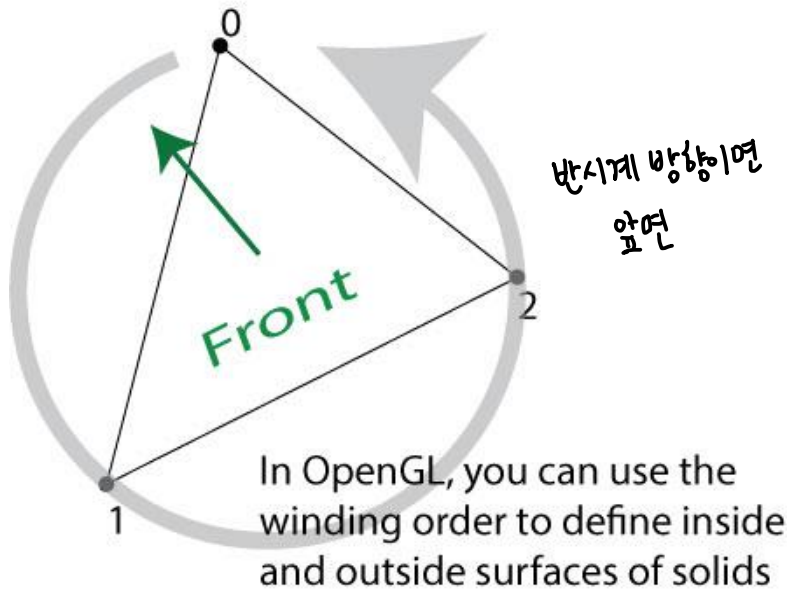 0
반시계 방향이면
앞면
Front
2
In OpenGL, you can use the
1
winding order to define inside
and outside surfaces of solids